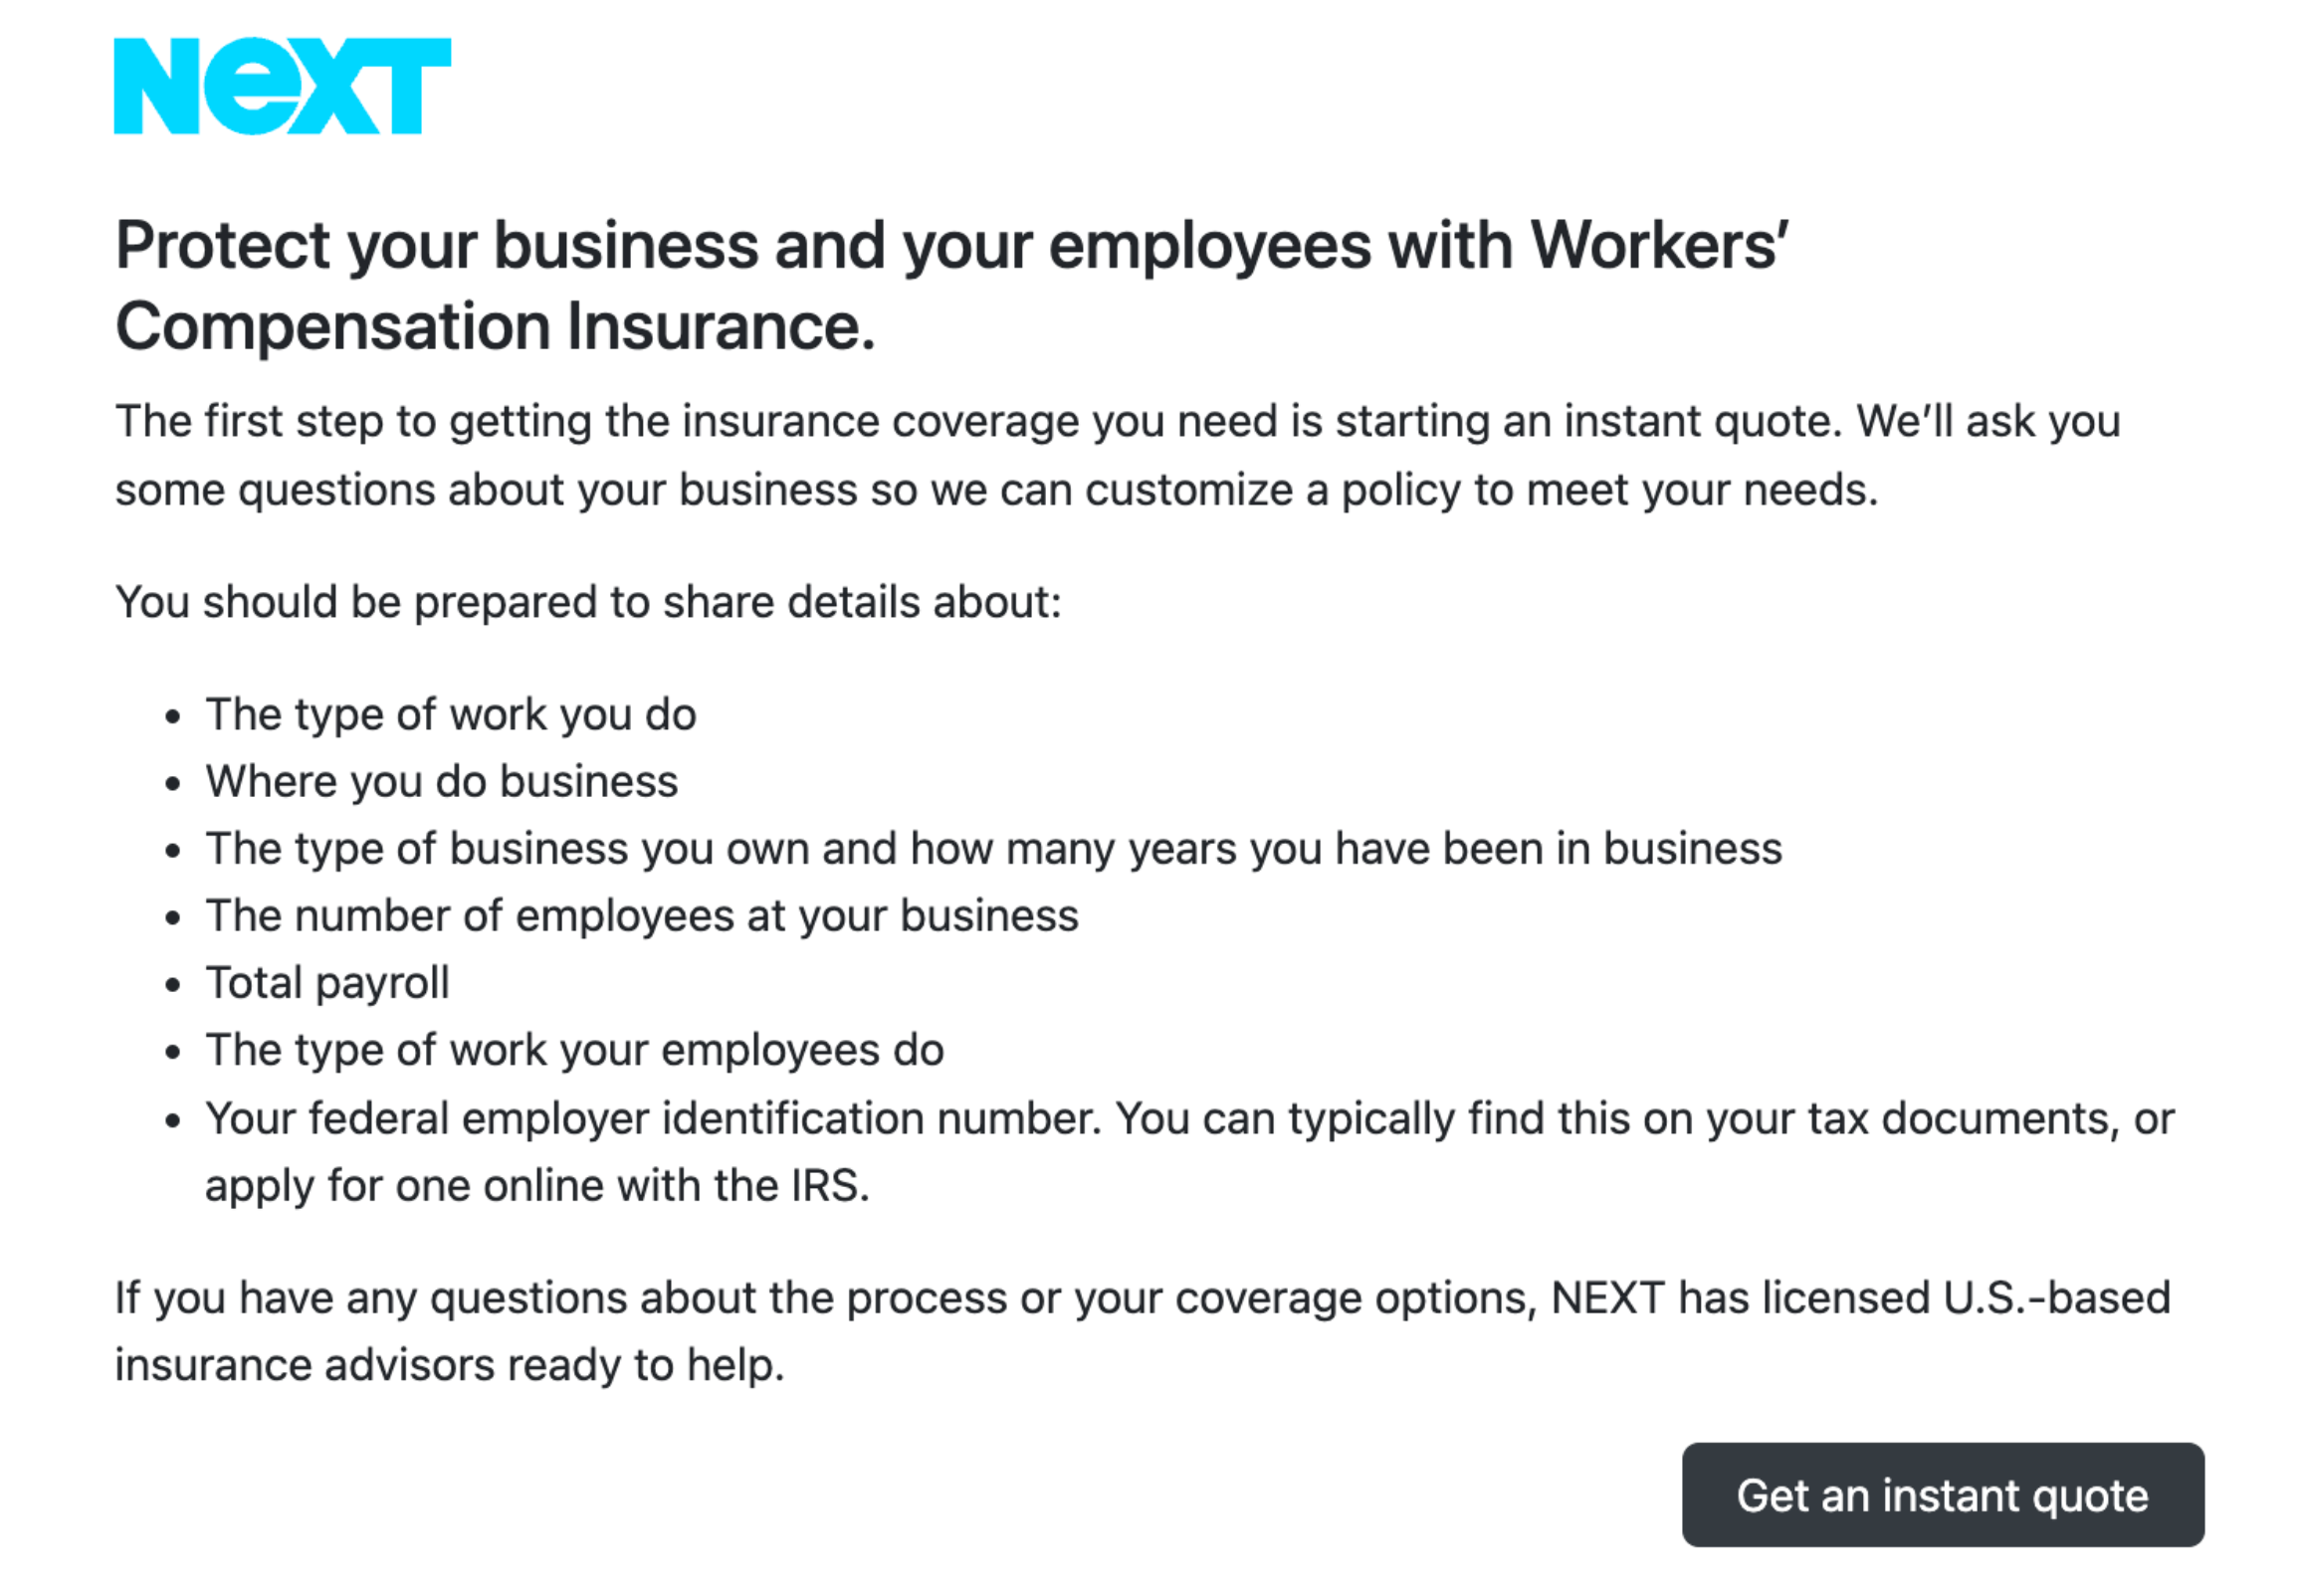 NeXT
Protect your business and your employees with Workers’
Compensation Insurance.
The first step to getting the insurance coverage you need is starting an instant quote. We’ll ask you
some questions about your business so we can customize a policy to meet your needs.
You should be prepared to share details about:
• The type of work you do
• Where you do business
• The type of business you own and how many years you have been in business
• The number of employees at your business
• Total payroll
• The type of work your employees do
• Your federal employer identification number. You can typically find this on your tax documents, or
apply for one online with the IRS.
If you have any questions about the process or your coverage options, NEXT has licensed U.S.-based
insurance advisors ready to help.
Get an instant quote